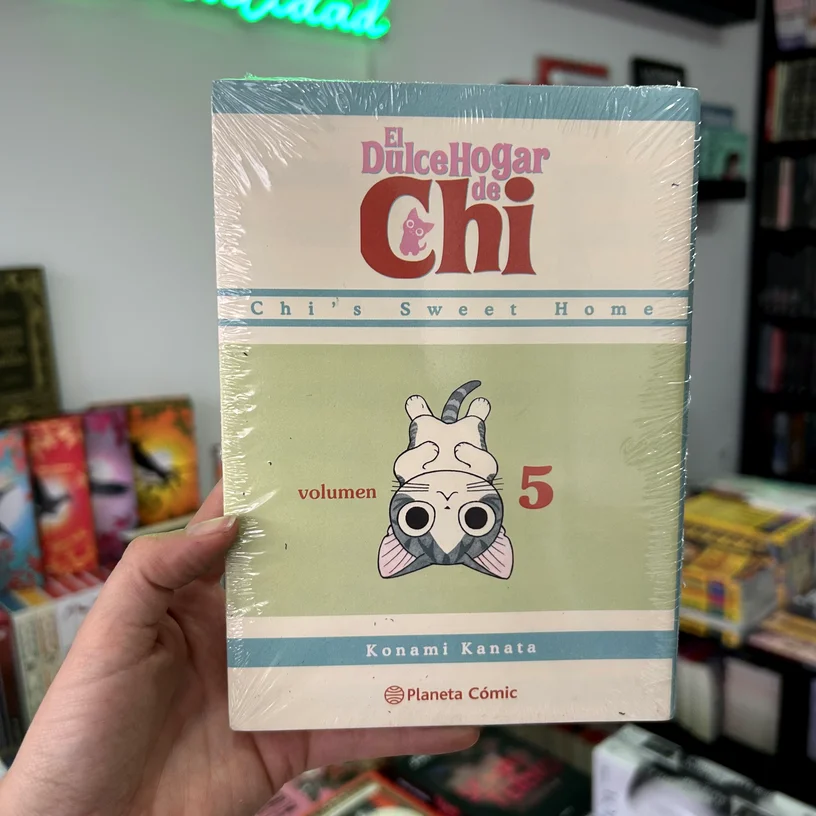 El
DulceHogar
de
Chi
Chi's Sweet Home
volumen 5
Konami Kanata
Planeta Cómic